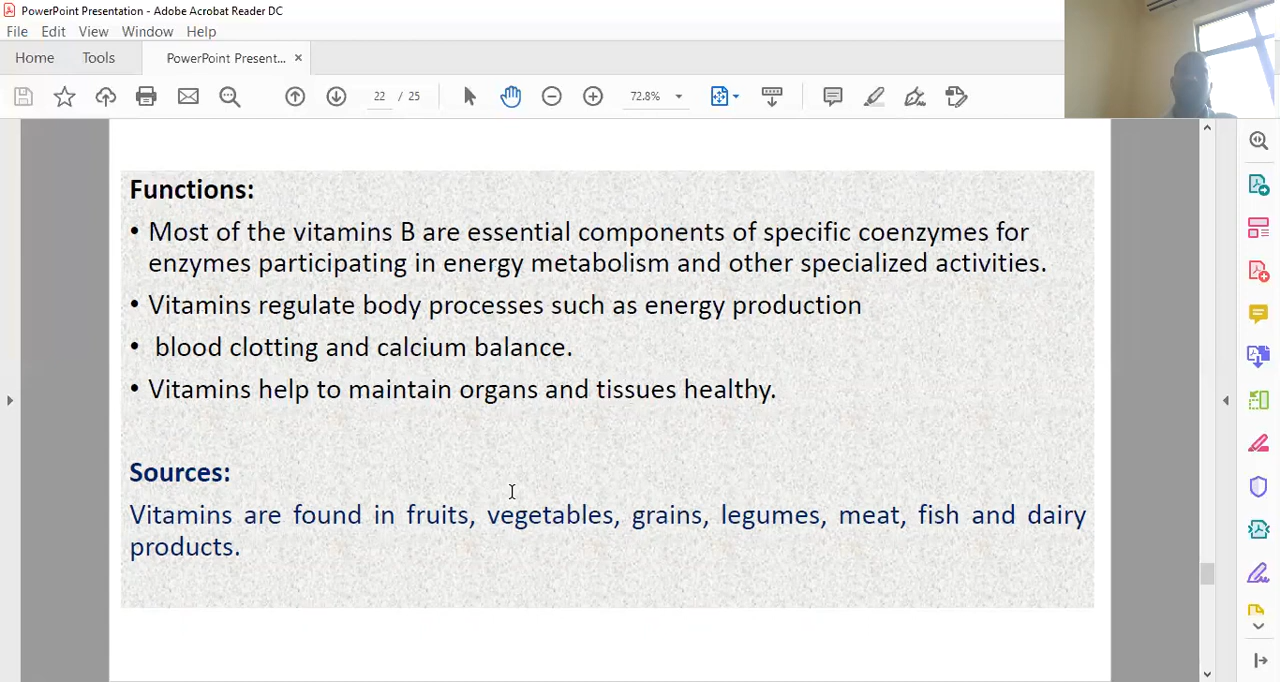 PowerPoint Presentation - Adobe Acrobat Reader DC
File Edit View Window Help
Home Tools PowerPoint Present... ×
22 / 25 72.8%
Functions:
• Most of the vitamins B are essential components of specific coenzymes for
enzymes participating in energy metabolism and other specialized activities.
• Vitamins regulate body processes such as energy production
• blood clotting and calcium balance.
• Vitamins help to maintain organs and tissues healthy.
Sources:
Vitamins are found in fruits, vegetables, grains, legumes, meat, fish and dairy
products.